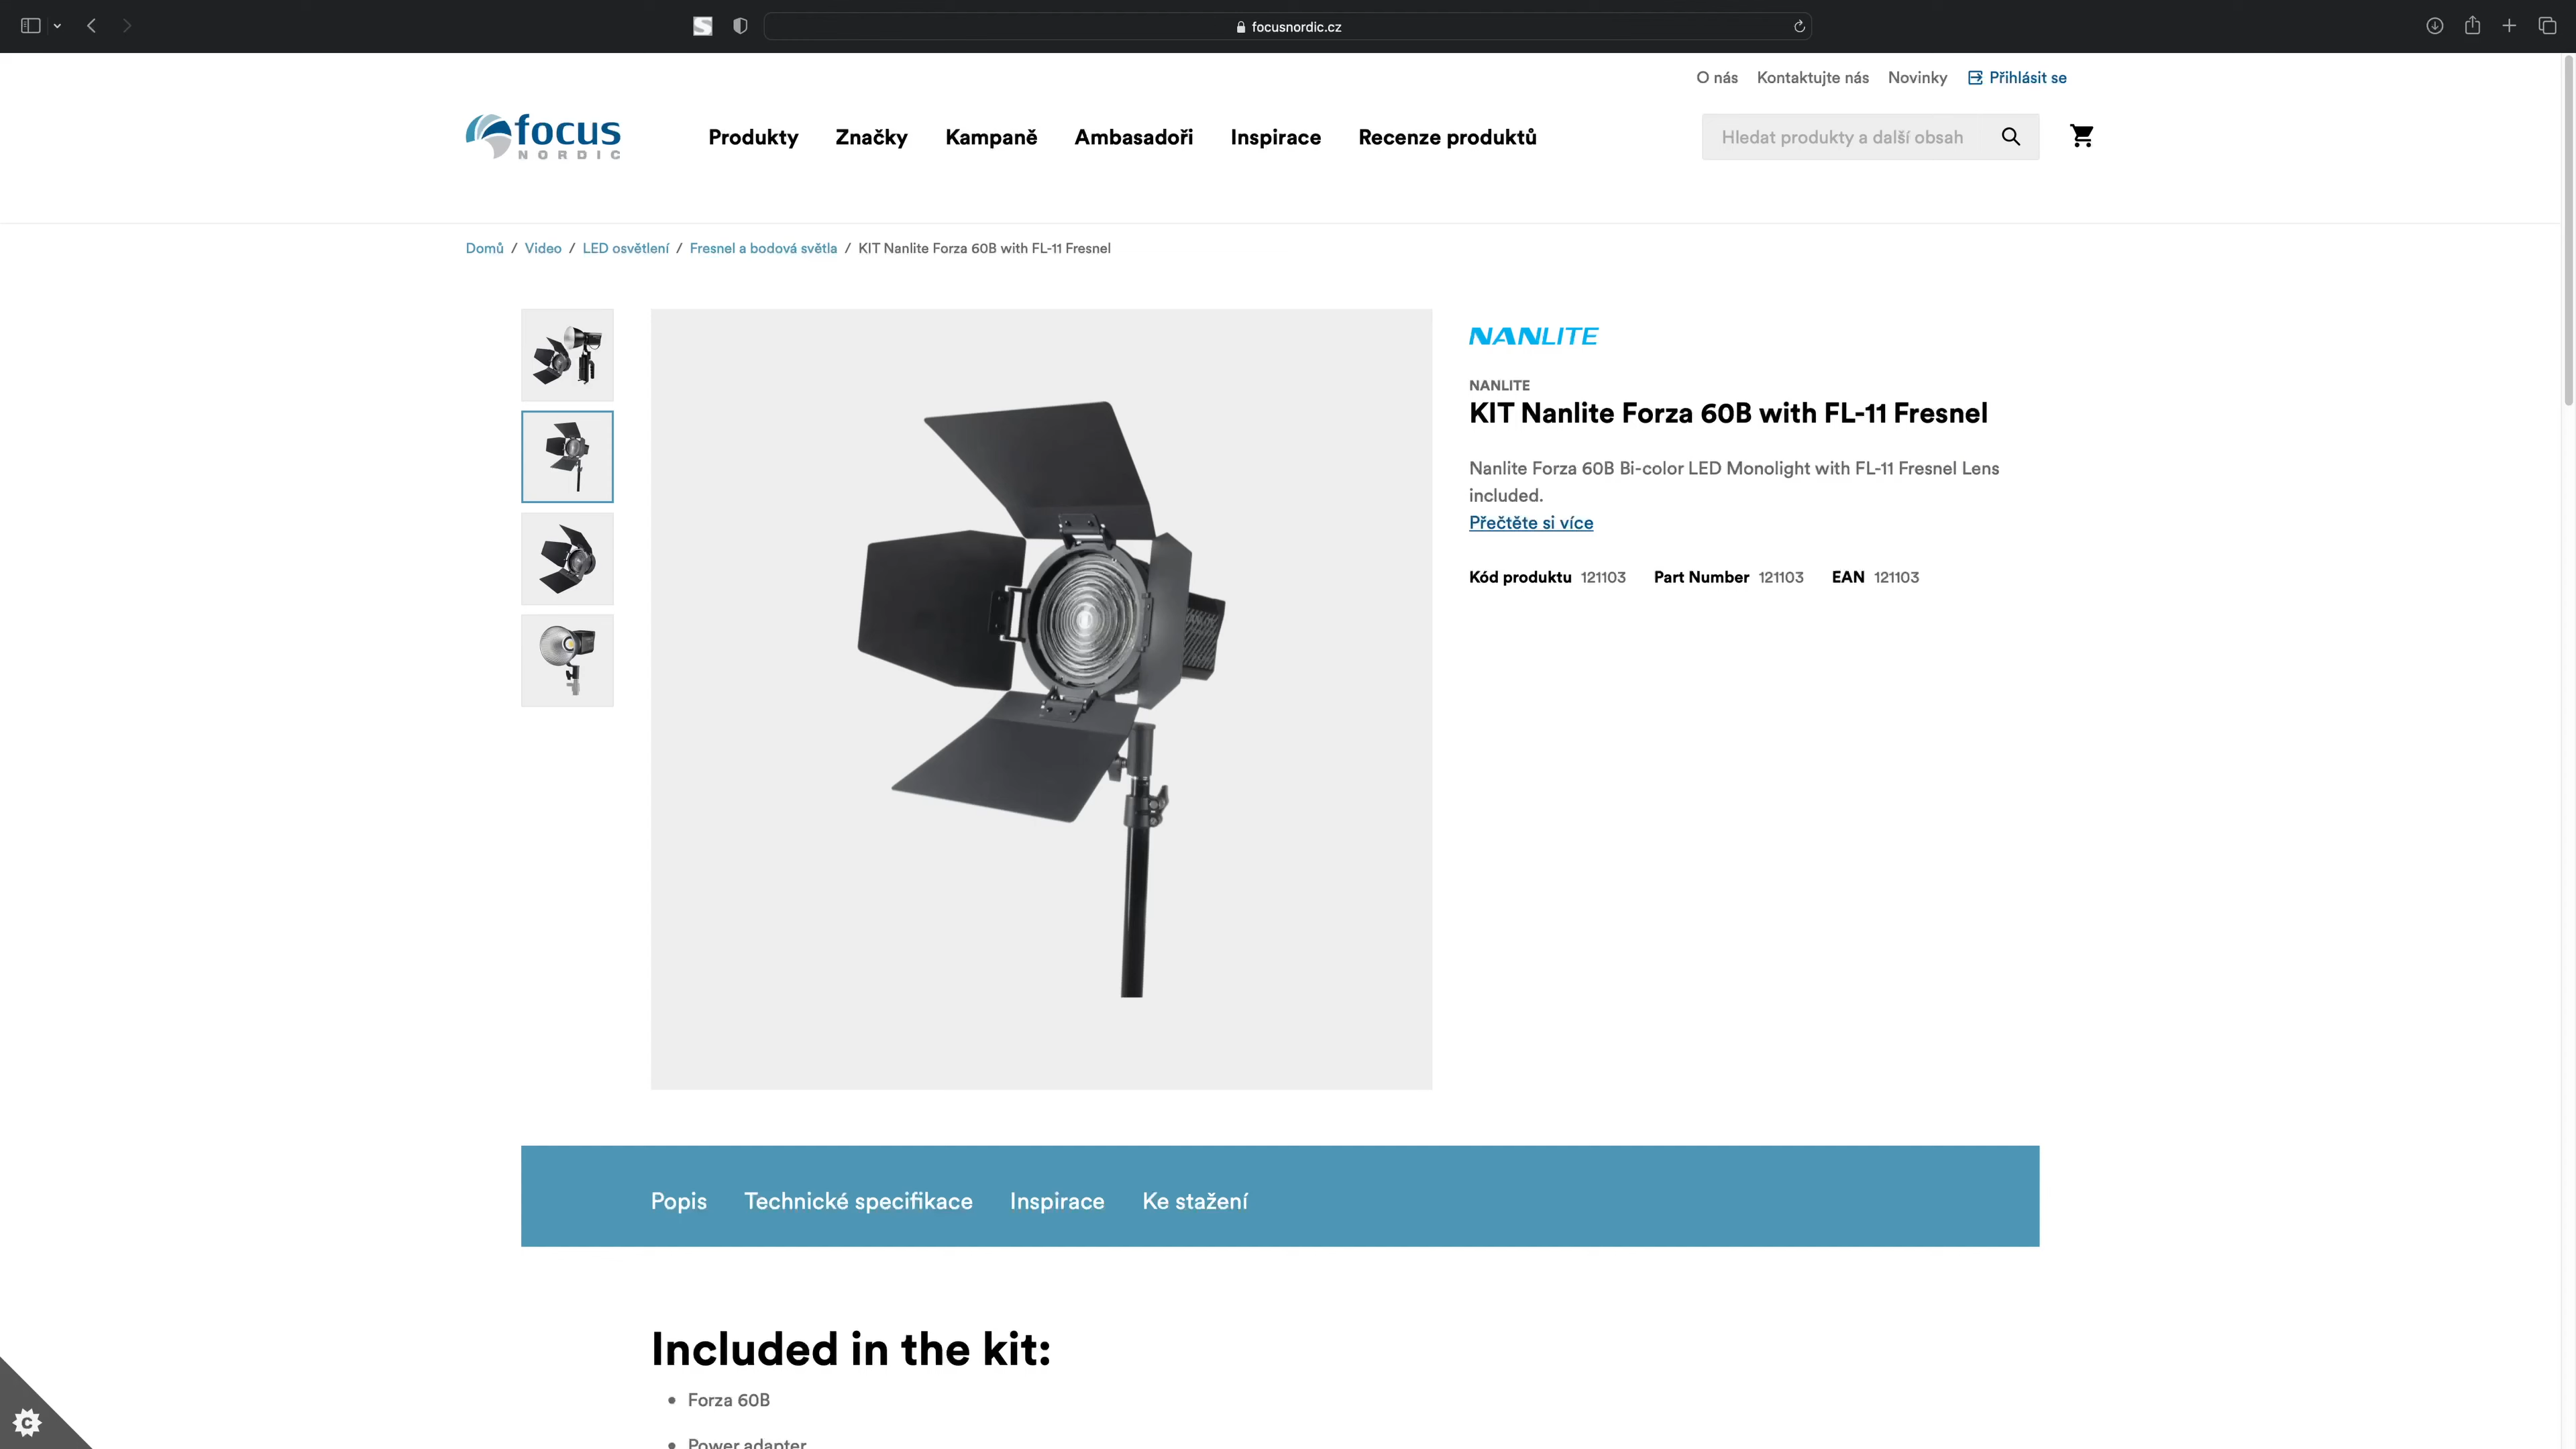 focusnordic.cz
O nás Kontaktujte nás Novinky Přihlásit se
focus
NORDIC
Produkty Značky Kampaně Ambasadoři Inspirace Recenze produktů
Hledat produkty a další obsah
Domů / Video / LED osvětlení / Fresnel a bodová světla / KIT Nanlite Forza 60B with FL-11 Fresnel
NANLITE
NANLITE
KIT Nanlite Forza 60B with FL-11 Fresnel
Nanlite Forza 60B Bi-color LED Monolight with FL-11 Fresnel Lens
included.
Přečtěte si více
Kód produktu 121103 Part Number 121103 EAN 121103
Popis Technické specifikace Inspirace Ke stažení
Included in the kit:
• Forza 60B
• Power adapter